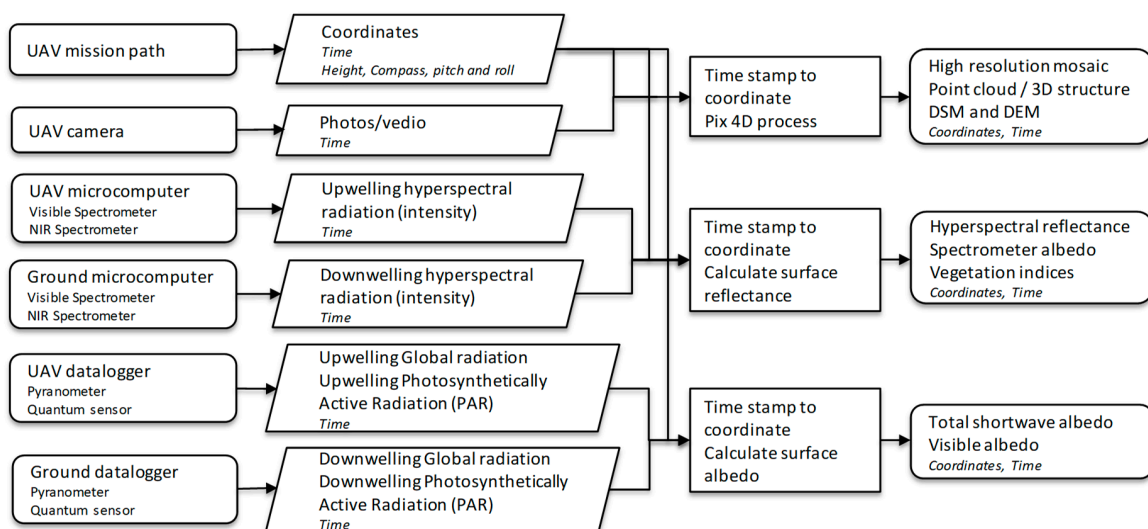 UAV mission path
Coordinates
Time
Height, Compass, pitch and roll
UAV camera
Photos/vedio
Time
Time stamp to
coordinate
Pix 4D process
High resolution mosaic
Point cloud / 3D structure
DSM and DEM
Coordinates, Time
UAV microcomputer
Visible Spectrometer
NIR Spectrometer
Upwelling hyperspectral
radiation (intensity)
Time
Ground microcomputer
Visible Spectrometer
NIR Spectrometer
Downwelling hyperspectral
radiation (intensity)
Time
Time stamp to
coordinate
Calculate surface
reflectance
Hyperspectral reflectance
Spectrometer albedo
Vegetation indices
Coordinates, Time
UAV datalogger
Pyranometer
Quantum sensor
Upwelling Global radiation
Upwelling Photosynthetically
Active Radiation (PAR)
Time
Ground datalogger
Pyranometer
Quantum sensor
Downwelling Global radiation
Downwelling Photosynthetically
Active Radiation (PAR)
Time
Time stamp to
coordinate
Calculate surface
albedo
Total shortwave albedo
Visible albedo
Coordinates, Time